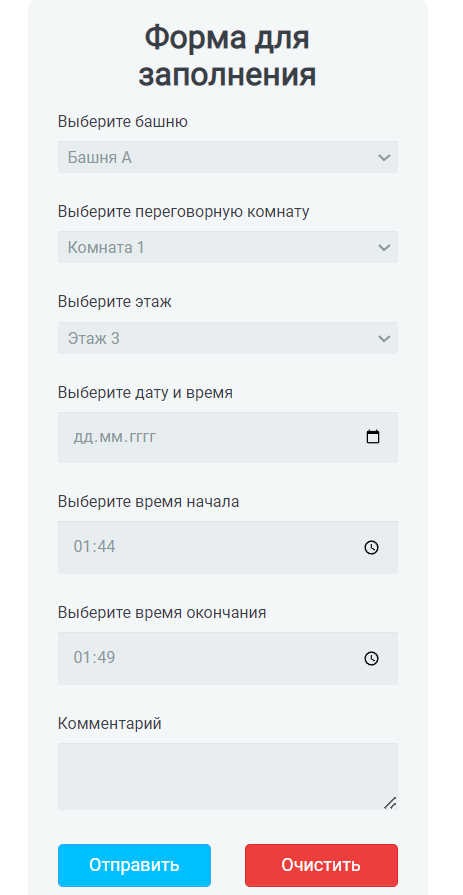 Форма для
заполнения
Выберите башню
Башня А
Выберите переговорную комнату
Комната 1
Выберите этаж
Этаж 3
Выберите дату и время
дд.мм.гггг
Выберите время начала
01:44
Выберите время окончания
01:49
Комментарий
Отправить Очистить